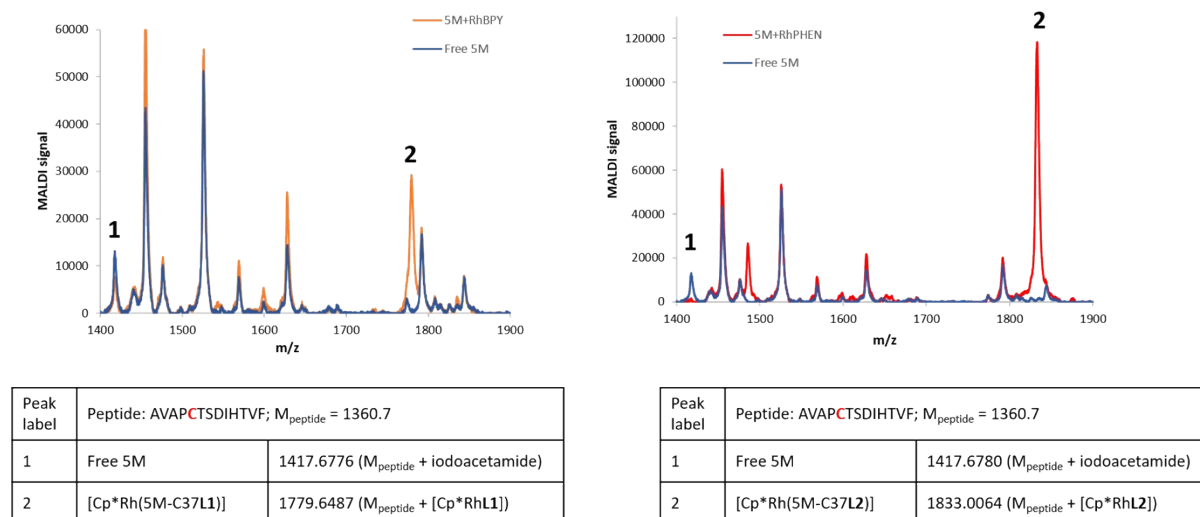 5M+RhBPY
Free 5M
60000
50000
40000
30000
20000
10000
0
MALDI signal
1
2
1400 1500 1600 1700 1800 1900
m/z
2
5M+RhPHEN
Free 5M
120000
100000
80000
60000
40000
20000
0
MALDI signal
1
1400 1500 1600 1700 1800 1900
m/z
Peak label Peptide: AVAPCTSDIHTVF; Mpeptide = 1360.7
1 Free 5M 1417.6776 (Mpeptide + iodoacetamide)
2 [Cp*Rh(5M-C37L1)] 1779.6487 (Mpeptide + [Cp*RhL1])
Peak label Peptide: AVAPCTSDIHTVF; Mpeptide = 1360.7
1 Free 5M 1417.6780 (Mpeptide + iodoacetamide)
2 [Cp*Rh(5M-C37L2)] 1833.0064 (Mpeptide + [Cp*RhL2])